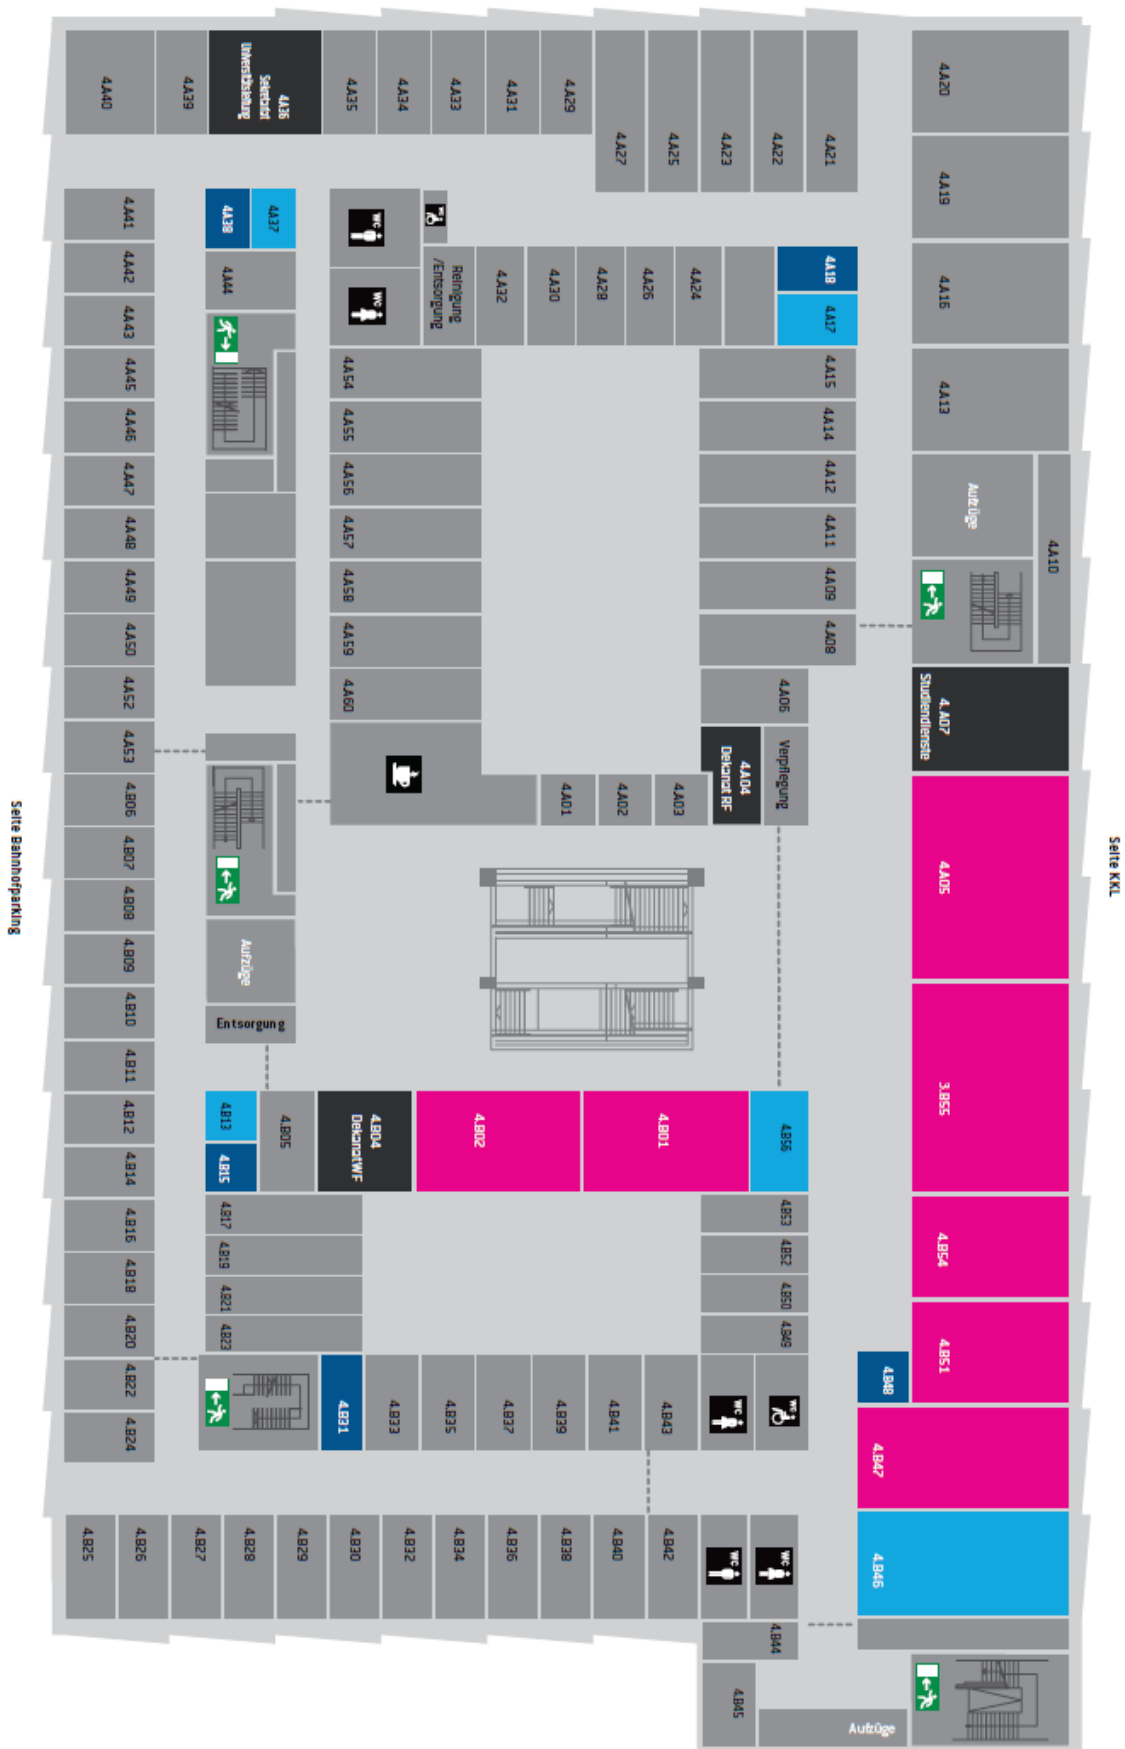 4.A40
4.A39
4.A36
Sekretariat
Universitätsleitung
4.A35
4.A34
4.A33
4.A31
4.A29
4.A27
4.A25
4.A23
4.A22
4.A21
4.A20
4.A19
4.A16
4.A13
4.A41
4.A42
4.A43
4.A45
4.A46
4.A47
4.A48
4.A49
4.A50
4.A52
4.A53
4.A38
4.A37
4.A44
WC
WC
WC
Reinigung
/Entsorgung
4.A32
4.A30
4.A28
4.A26
4.A24
4.A18
4.A17
4.A54
4.A55
4.A56
4.A57
4.A58
4.A59
4.A60
4.A15
4.A14
4.A12
4.A11
4.A09
4.A08
4.A06
Aufzüge
4.A10
4.A07
Studiendienste
4.A04
Dekanat RF
Verpflegung
4.A01
4.A02
4.A03
4.A05
3.B55
4.B54
4.B51
4.B48
4.B47
4.B46
4.B06
4.B07
4.B08
4.B09
4.B10
4.B11
4.B12
4.B14
4.B16
4.B18
4.B20
4.B22
4.B24
Aufzüge
Entsorgung
4.B13
4.B15
4.B05
4.B04
Dekanat WF
4.B02
4.B01
4.B56
4.B17
4.B19
4.B21
4.B23
4.B53
4.B52
4.B50
4.B49
4.B31
4.B33
4.B35
4.B37
4.B39
4.B41
4.B43
WC
WC
4.B25
4.B26
4.B27
4.B28
4.B29
4.B30
4.B32
4.B34
4.B36
4.B38
4.B40
4.B42
WC
WC
4.B44
4.B45
Aufzüge
Seite Bahnhofparking
Seite KKL